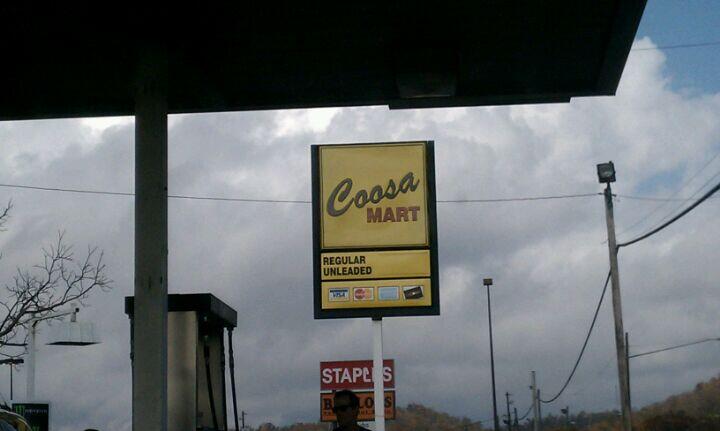 Coosa
MART
REGULAR
UNLEADED
VISA
STAPLES